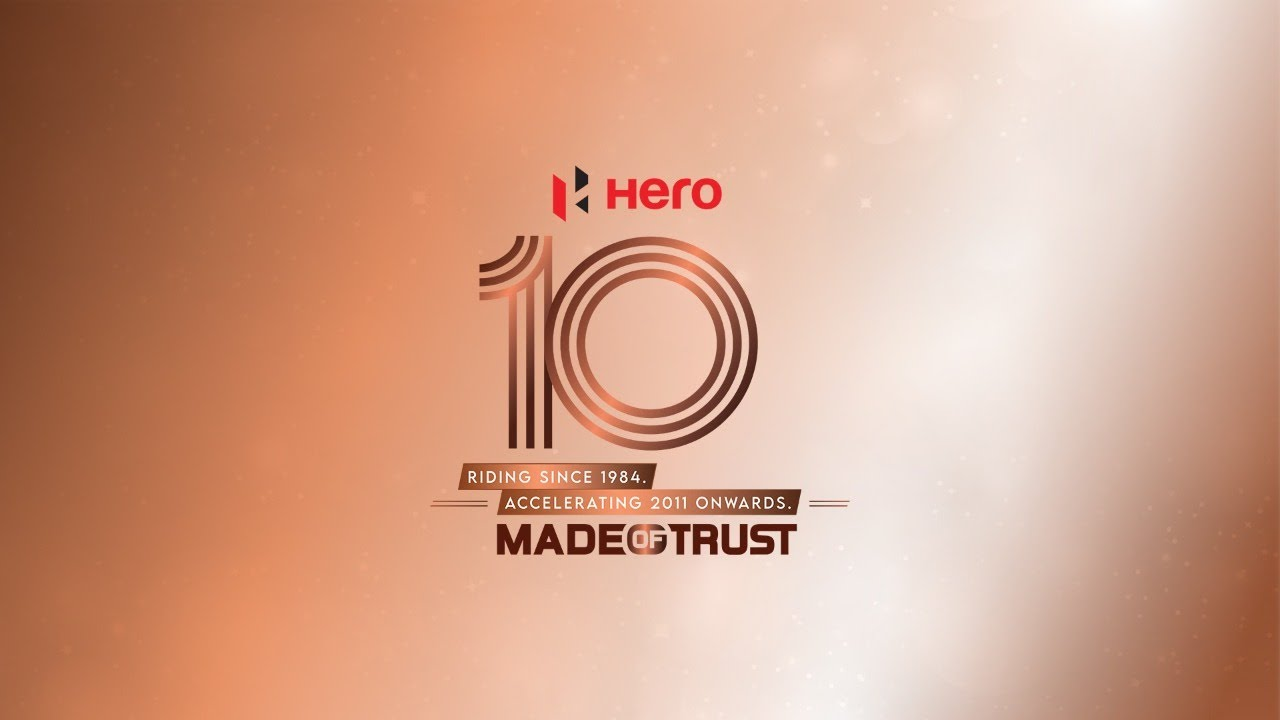 Hero
10
RIDING SINCE 1984.
ACCELERATING 2011 ONWARDS.
MADE OF TRUST